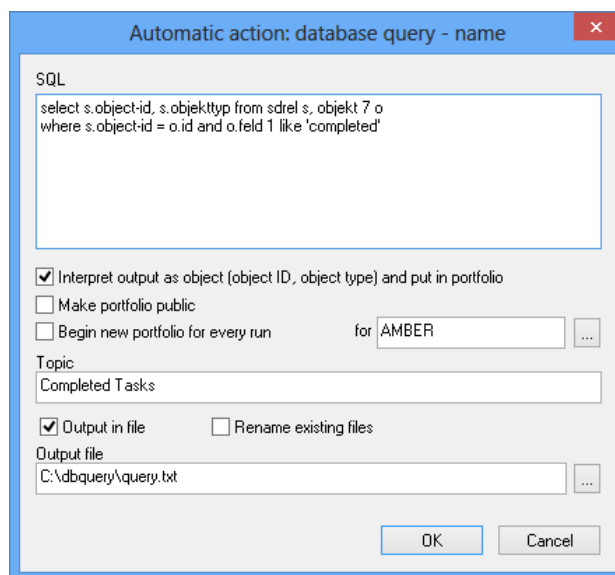 Automatic action: database query - name
SQL
select s.object-id, s.objekttyp from sdrel s, objekt 7 o
where s.object-id = o.id and o.feld 1 like 'completed'
Interpret output as object (object ID, object type) and put in portfolio
Make portfolio public
Begin new portfolio for every run for AMBER ...
Topic
Completed Tasks
Output in file Rename existing files
Output file
C:\dbquery\query.txt ...
OK Cancel